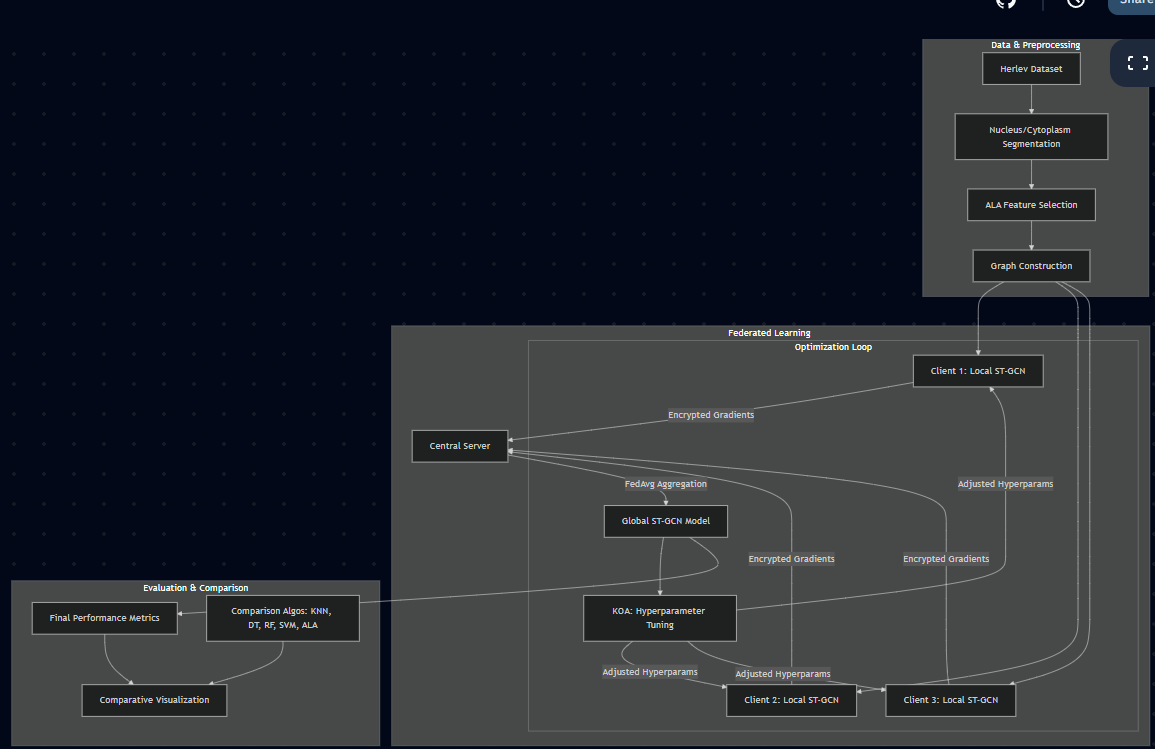 Share
Data & Preprocessing
Herlev Dataset
Nucleus/Cytoplasm
Segmentation
ALA Feature Selection
Graph Construction
Federated Learning
Optimization Loop
Client 1: Local ST-GCN
Encrypted Gradients
Central Server
FedAvg Aggregation
Adjusted Hyperparams
Global ST-GCN Model
Encrypted Gradients
Encrypted Gradients
Evaluation & Comparison
Final Performance Metrics
Comparison Algos: KNN,
DT, RF, SVM, ALA
KOA: Hyperparameter
Tuning
Adjusted Hyperparams
Adjusted Hyperparams
Comparative Visualization
Client 2: Local ST-GCN
Client 3: Local ST-GCN